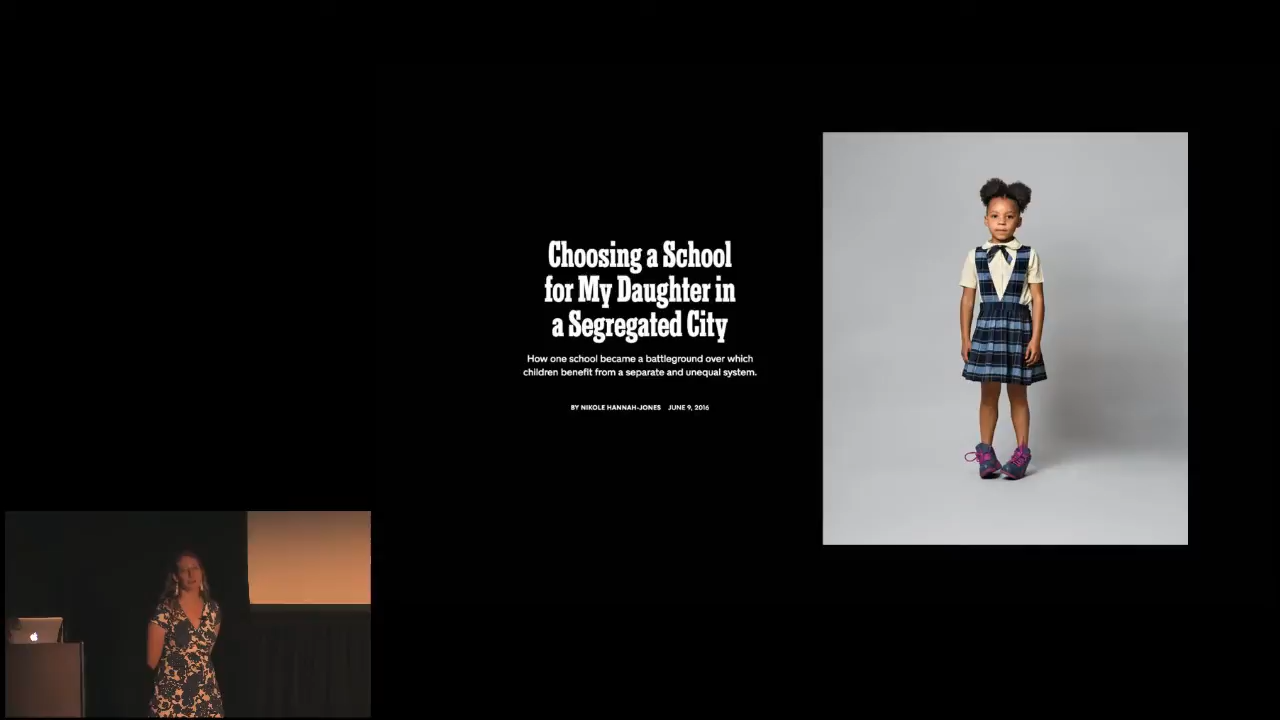 Choosing a School
for My Daughter in
a Segregated City
How one school became a battleground over which
children benefit from a separate and unequal system.
BY NIKOLE HANNAH-JONES JUNE 9, 2016